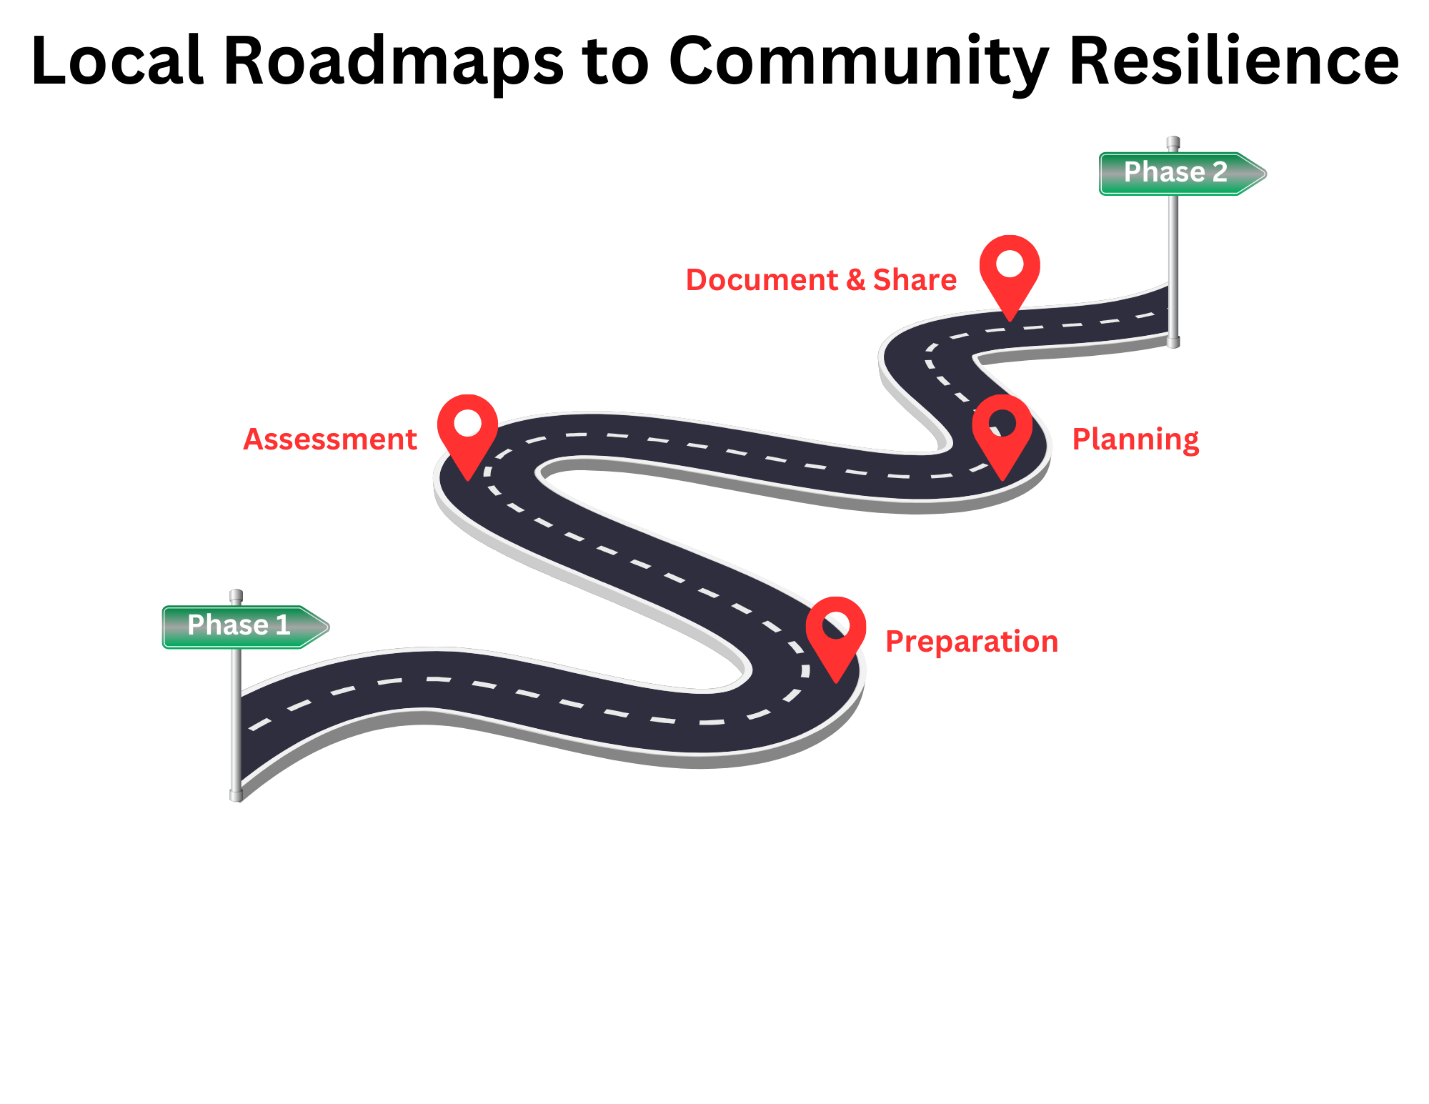 Local Roadmaps to Community Resilience
Phase 2
Document & Share
Assessment
Planning
Phase 1
Preparation